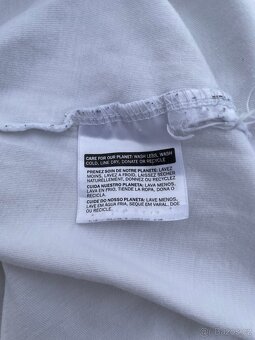 CARE FOR OUR PLANET: WASH LESS, WASH
COLD, LINE DRY, DONATE OR RECYCLE
PRENEZ SOIN DE NOTRE PLANÈTE: LAVEZ
MOINS, LAVEZ A FROID, LAISSEZ SÉCHER
NATURELLEMENT, DONNEZ OU RECYCLEZ
CUIDA NUESTRO PLANETA: LAVA MENOS,
LAVA EN FRIO, TIENDE LA ROPA, DONA O
RECICLA.
CUIDE DO NOSSO PLANETA: LAVE MENOS,
LAVE EM ÁGUA FRIA, SEQUE EM VARAL, DOE
OU RECICLE.